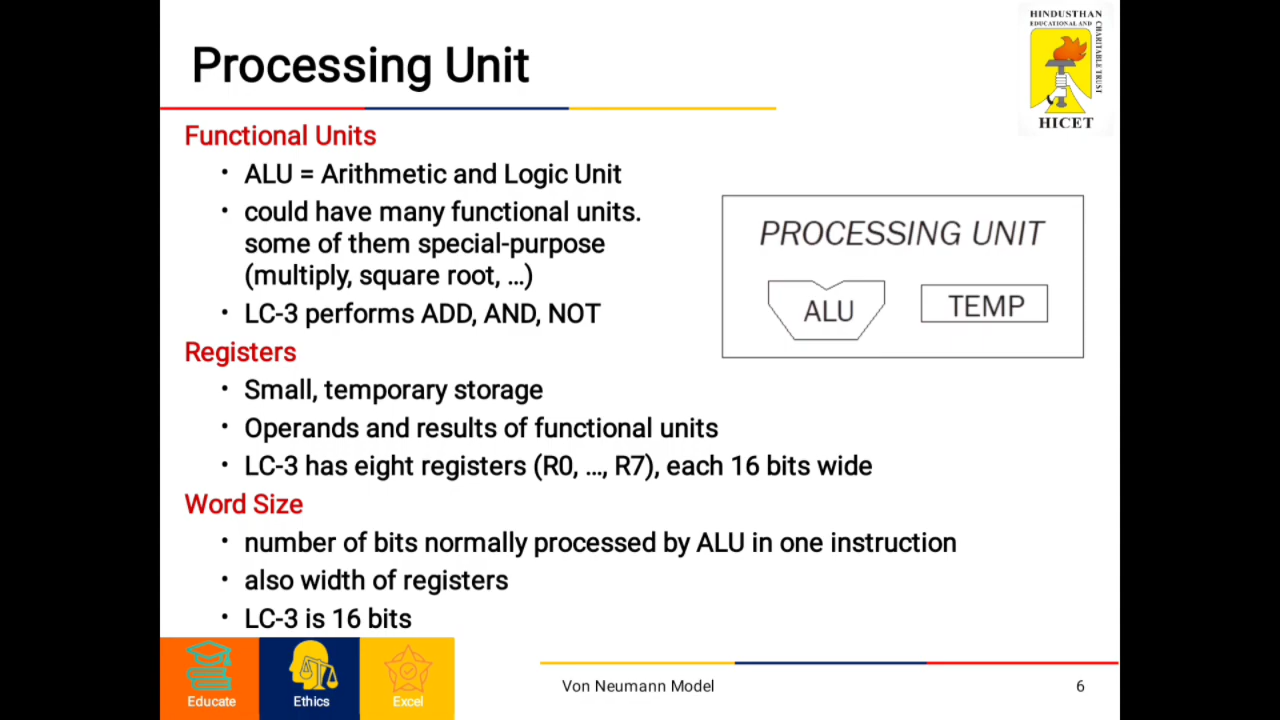 HINDUSTHAN
EDUCATIONAL AND
CHARITABLE TRUST
HICET
Processing Unit
Functional Units
• ALU = Arithmetic and Logic Unit
• could have many functional units.
some of them special-purpose
(multiply, square root, …)
• LC-3 performs ADD, AND, NOT
PROCESSING UNIT
ALU
TEMP
Registers
• Small, temporary storage
• Operands and results of functional units
• LC-3 has eight registers (R0, …, R7), each 16 bits wide
Word Size
• number of bits normally processed by ALU in one instruction
• also width of registers
• LC-3 is 16 bits
Educate
Ethics
Excel
Von Neumann Model
6